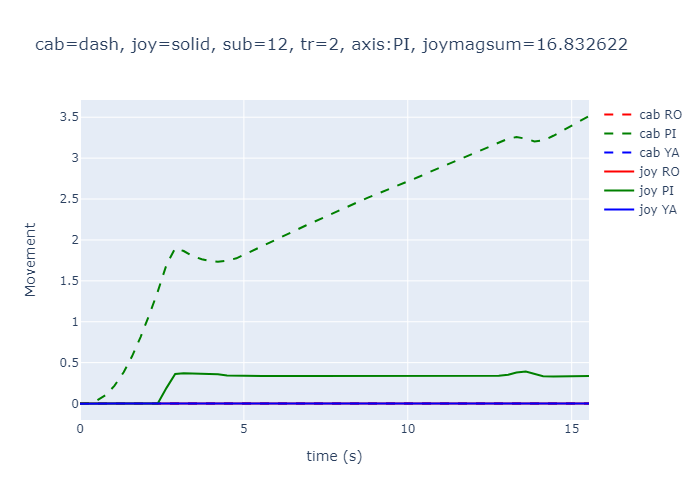 cab=dash, joy=solid, sub=12, tr=2, axis:PI, joymagsum=16.832622
3.5
3
2.5
2
1.5
1
0.5
0
Movement
0
5
10
15
time (s)
cab RO
cab PI
cab YA
joy RO
joy PI
joy YA